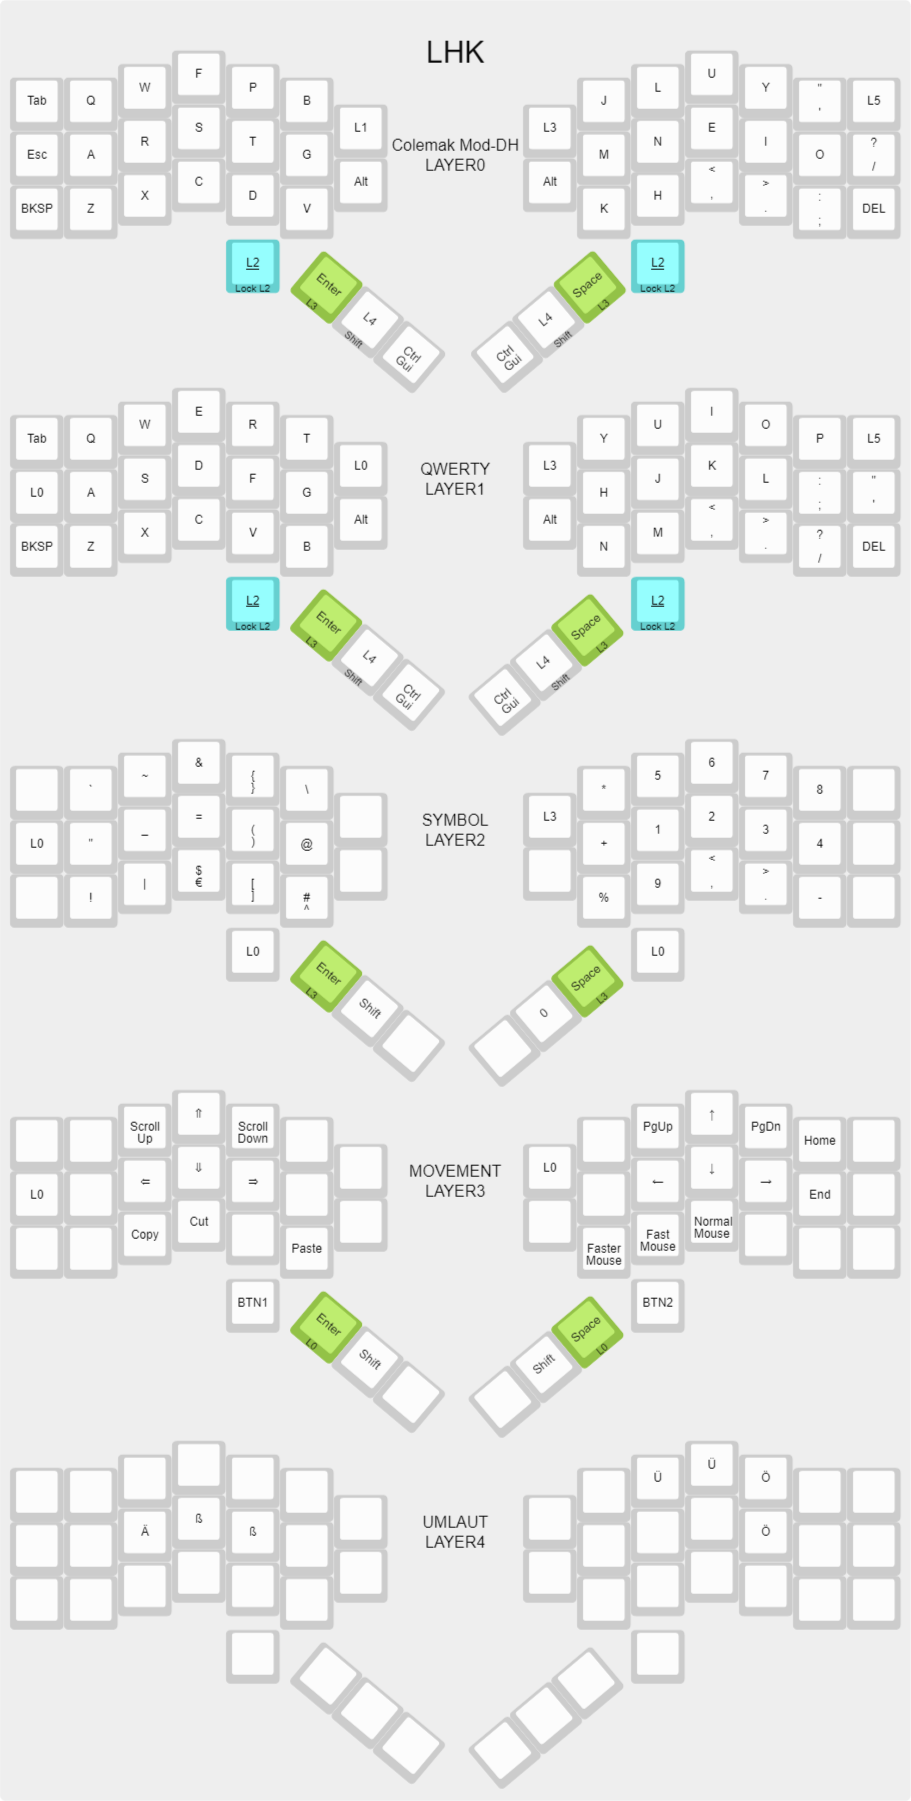 LHK
Tab Q W F P B
J L U Y " ' L5
L1 L3
Colemak Mod-DH
LAYER0
Esc A R S T G
M N E I O ? /
Alt Alt
BKSP Z X C D V
K H < , > . : ; DEL
L2 Lock L2
Enter L3
L4 Shift
Ctrl Gui
Space L3
L4 Shift
Ctrl Gui
L2 Lock L2
Tab Q W E R T
Y U I O P L5
L0 L3
QWERTY
LAYER1
L0 A S D F G
H J K L : ; " '
Alt Alt
BKSP Z X C V B
N M < , > . ? / DEL
L2 Lock L2
Enter L3
L4 Shift
Ctrl Gui
Space L3
L4 Shift
Ctrl Gui
L2 Lock L2
` ~ & { } \
* 5 6 7 8
L3
SYMBOL
LAYER2
L0 " _ = ( ) @
+ 1 2 3 4
! | $ € [ ] # ^
% 9 < , > . -
L0
Enter L3
Shift
Space L3
0
L0
Scroll Up ⇑ Scroll Down
PgUp ↑ PgDn Home
L0
MOVEMENT
LAYER3
L0 ⇐ ⇓ ⇒
← ↓ → End
Copy Cut Paste
Faster Mouse Fast Mouse Normal Mouse
BTN1
Enter L0
Shift
Space L0
Shift
BTN2
Ü Ü Ö
UMLAUT
LAYER4
Ä ß ß
Ö